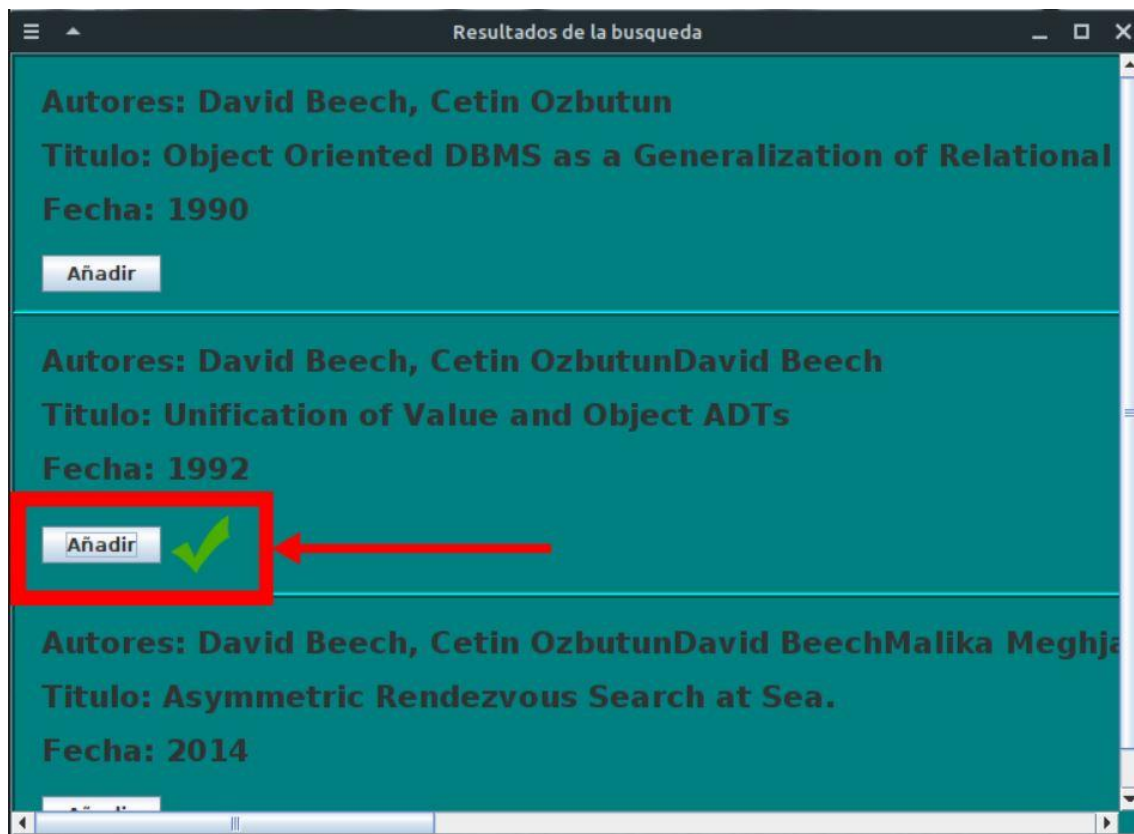 Resultados de la busqueda
Autores: David Beech, Cetin Ozbutun
Titulo: Object Oriented DBMS as a Generalization of Relational
Fecha: 1990
Añadir
Autores: David Beech, Cetin OzbutunDavid Beech
Titulo: Unification of Value and Object ADTs
Fecha: 1992
Añadir
Autores: David Beech, Cetin OzbutunDavid BeechMalika
Titulo: Asymmetric Rendezvous Search at Sea.
Fecha: 2014